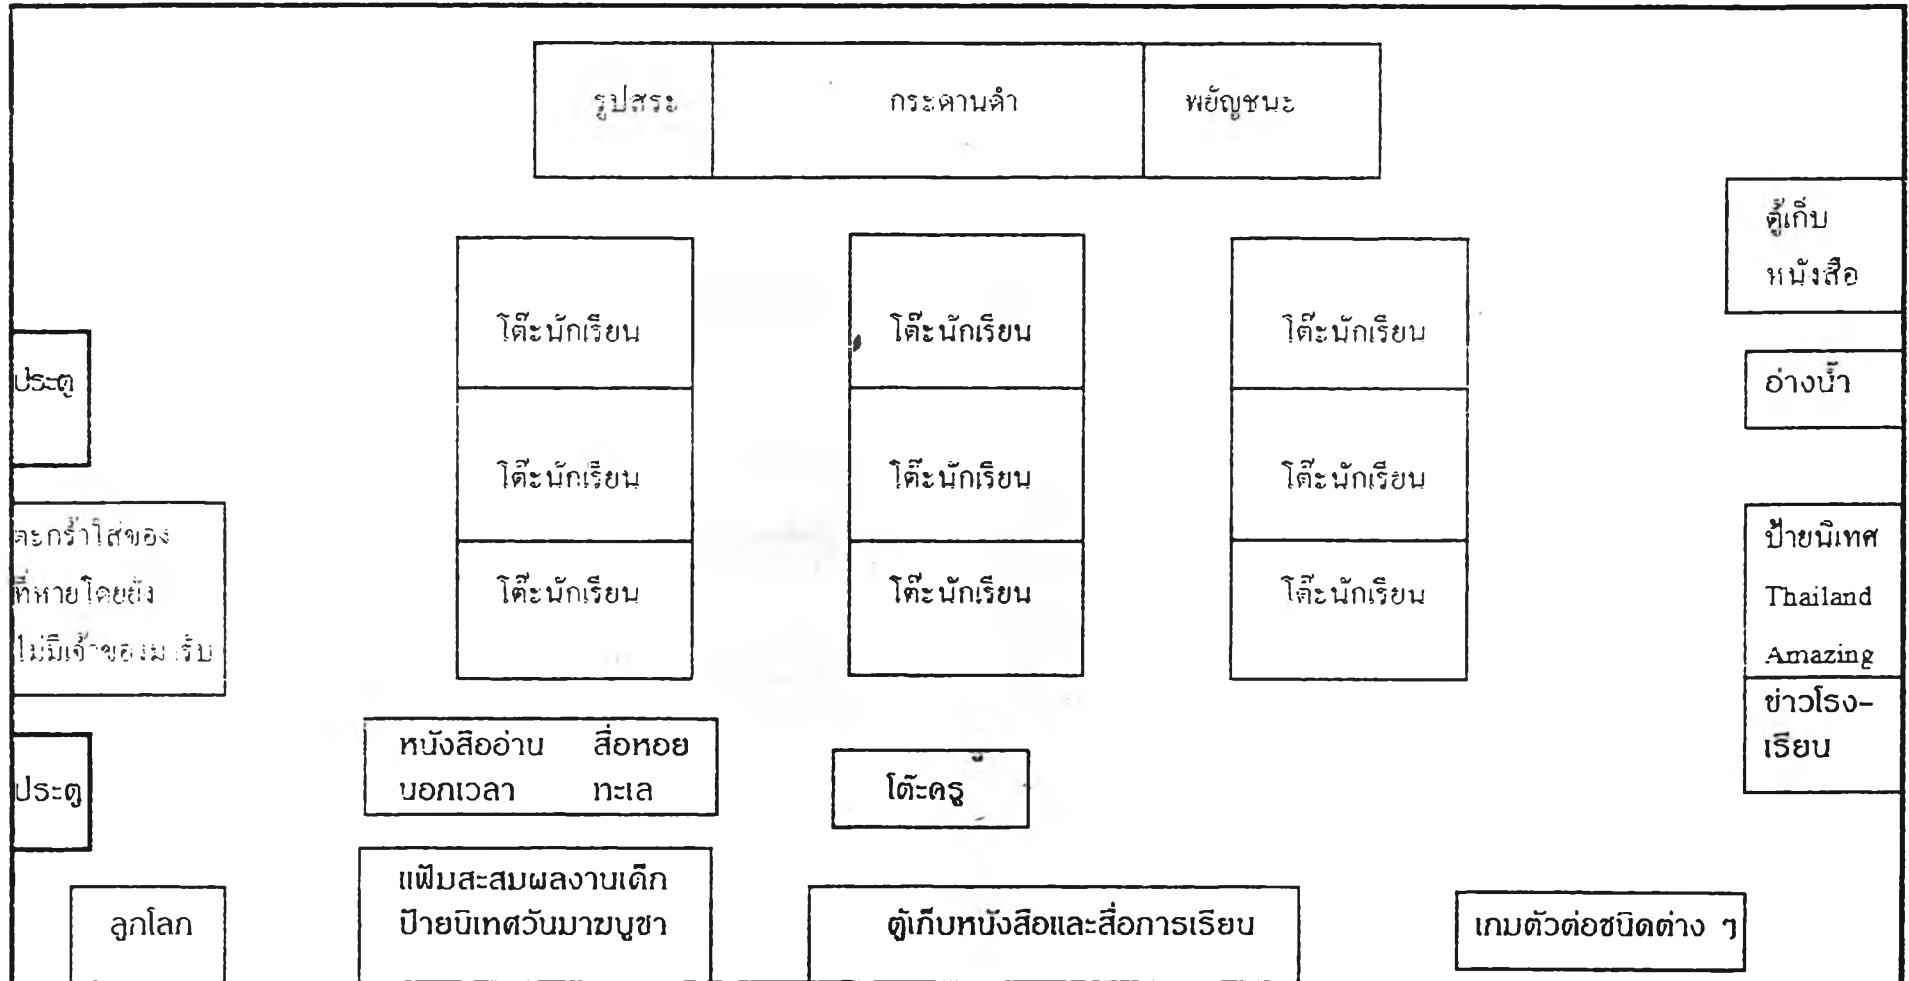 รูปสระ
กระดานดำ
พยัญชนะ
ตู้เก็บ
หนังสือ
โต๊ะนักเรียน
โต๊ะนักเรียน
โต๊ะนักเรียน
ประตู
อ่างน้ำ
โต๊ะนักเรียน
โต๊ะนักเรียน
โต๊ะนักเรียน
ตะกร้าใส่ของ
ที่หายโดยยัง
ไม่มีเจ้าของมารับ
ป้ายนิเทศ
Thailand
Amazing
โต๊ะนักเรียน
โต๊ะนักเรียน
โต๊ะนักเรียน
ข่าวโรง-
เรียน
ประตู
หนังสืออ่าน สื่อหอย
นอกเวลา ทะเล
โต๊ะครู
ลูกโลก
แฟ้มสะสมผลงานเด็ก
ป้ายนิเทศวันมาฆบูชา
ตู้เก็บหนังสือและสื่อการเรียน
เกมตัวต่อชนิดต่าง ๆ